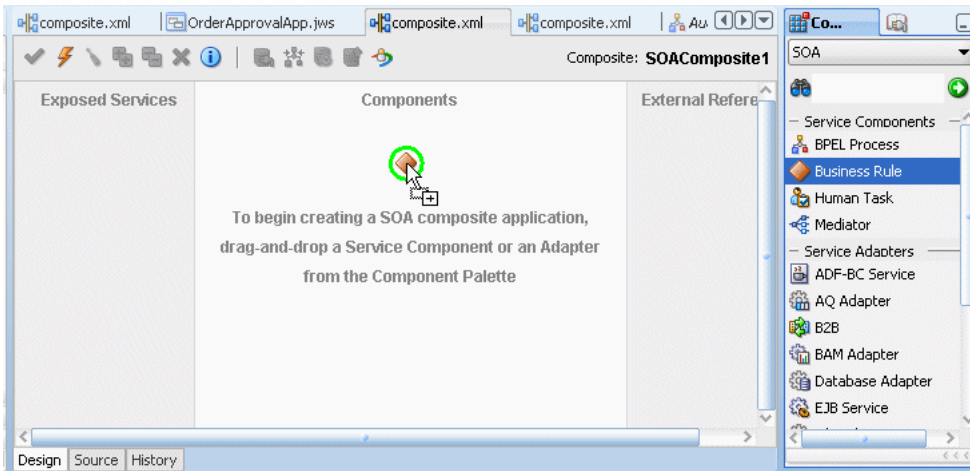 composite.xml
OrderApprovalApp.jws
composite.xml
composite.xml
Au
Co...
Composite: SOAComposite1
SOA
Exposed Services
Components
External Refere
To begin creating a SOA composite application,
drag-and-drop a Service Component or an Adapter
from the Component Palette
Service Components
BPEL Process
Business Rule
Human Task
Mediator
Service Adapters
ADF-BC Service
AQ Adapter
B2B
BAM Adapter
Database Adapter
EJB Service
Design
Source
History